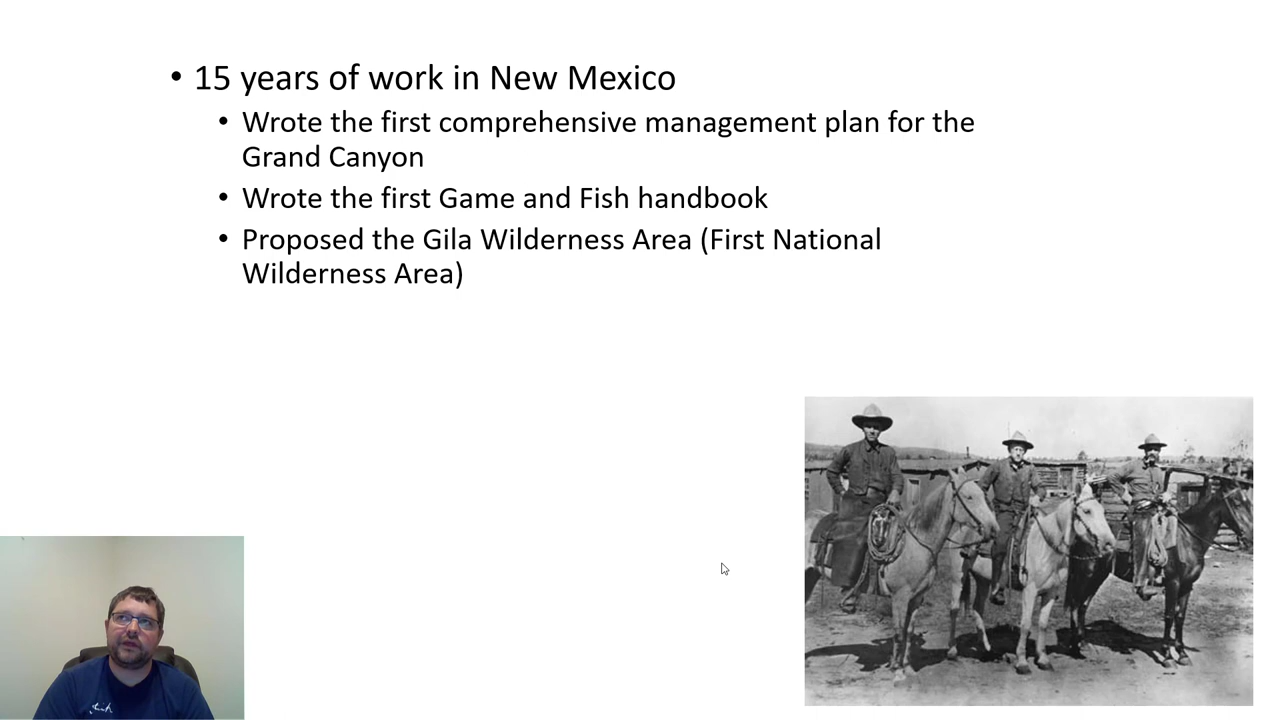 • 15 years of work in New Mexico
• Wrote the first comprehensive management plan for the
Grand Canyon
• Wrote the first Game and Fish handbook
• Proposed the Gila Wilderness Area (First National
Wilderness Area)